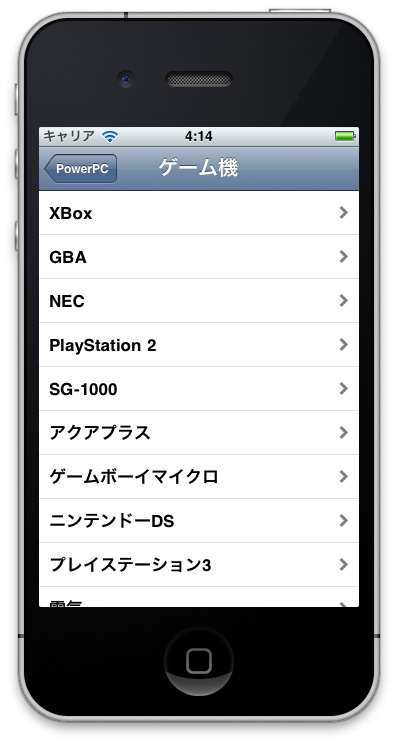 キャリア 4:14
PowerPC ゲーム機
XBox
GBA
NEC
PlayStation 2
SG-1000
アクアプラス
ゲームボーイマイクロ
ニンテンドーDS
プレイステーション3
電気